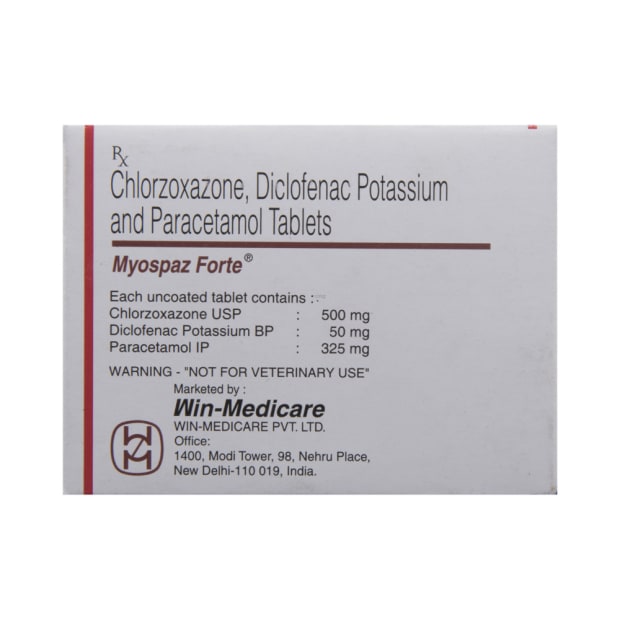 Rx
Chlorzoxazone, Diclofenac Potassium
and Paracetamol Tablets
Myospaz Forte®
Each uncoated tablet contains :
Chlorzoxazone USP : 500 mg
Diclofenac Potassium BP : 50 mg
Paracetamol IP : 325 mg
WARNING - "NOT FOR VETERINARY USE"
Marketed by :
Win-Medicare
WIN-MEDICARE PVT. LTD.
Office:
1400, Modi Tower, 98, Nehru Place,
New Delhi-110 019, India.